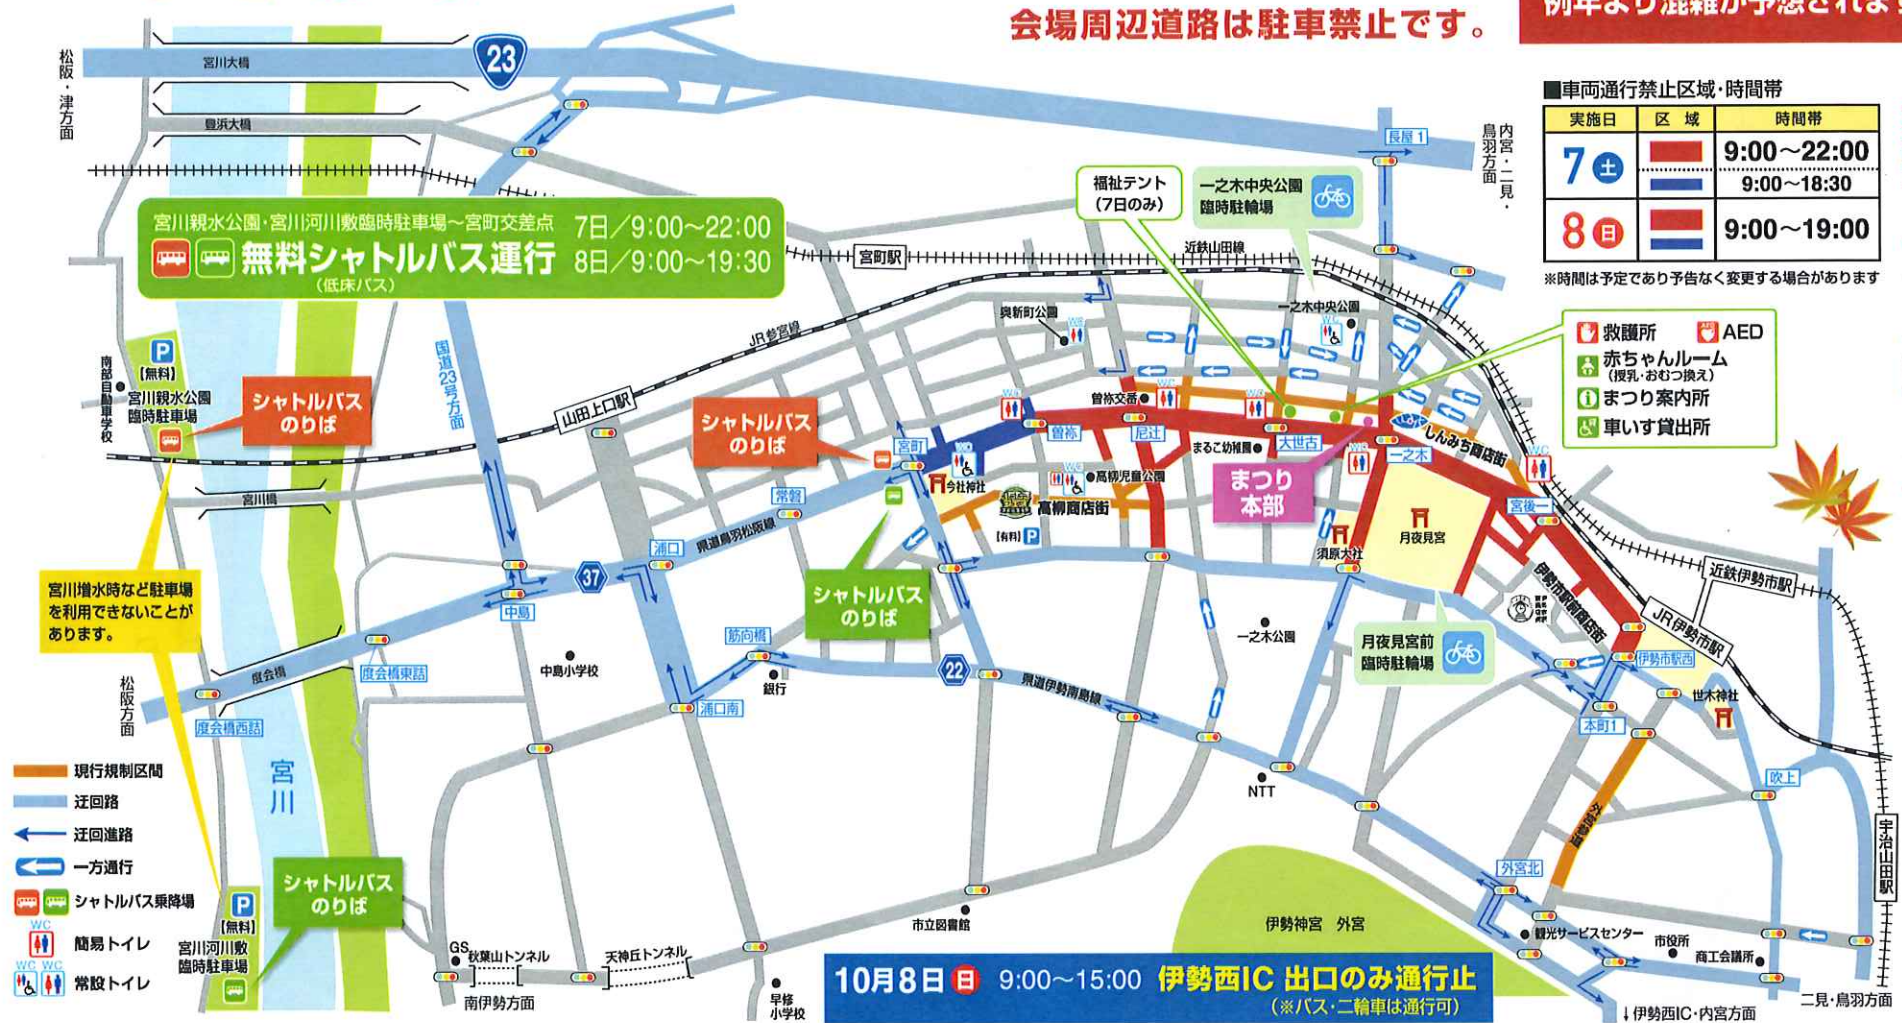 会場周辺道路は駐車禁止です。
例年より混雑が予想されます
■車両通行禁止区域・時間帯
実施日 区域 時間帯
7土 9:00～22:00
9:00～18:30
8日 9:00～19:00
※時間は予定であり予告なく変更する場合があります
松阪・津方面
宮川大橋
23
豊浜大橋
長屋1
内宮・二見・
鳥羽方面
宮川親水公園・宮川河川敷臨時駐車場～宮町交差点 7日／9:00～22:00
無料シャトルバス運行 8日／9:00～19:30
（低床バス）
福祉テント
（7日のみ）
一之木中央公園
臨時駐輪場
宮町駅
近鉄山田線
一之木中央公園
WC
奥新町公園
WC
JR参宮線
救護所 AED
赤ちゃんルーム
（授乳・おむつ換え）
まつり案内所
車いす貸出所
国道23号方面
南部自動車学校
P
【無料】
宮川親水公園
臨時駐車場
シャトルバス
のりば
山田上口駅
シャトルバス
のりば
宮町
WC
WC
曽祢
曽祢交番
WC
尼辻
WC
大世古
まるこ幼稚園
WC
一之木
しんみち商店街
WC
宮後一
まつり
本部
WC
高柳児童公園
今社神社
高柳商店街
【有料】P
常磐
県道鳥羽松阪線
浦口
37
宮川橋
須原大社
月夜見宮
近鉄伊勢市駅
JR伊勢市駅
伊勢市駅前商店街
伊勢市駅西
世木神社
本町1
宮川増水時など駐車場
を利用できないことが
あります。
シャトルバス
のりば
中島
中島小学校
筋向橋
銀行
22
県道伊勢南島線
一之木公園
月夜見宮前
臨時駐輪場
松阪方面
度会橋
度会橋東詰
度会橋西詰
浦口南
NTT
吹上
外宮参道
宇治山田駅
宮川
現行規制区間
迂回路
迂回進路
一方通行
シャトルバス乗降場
WC
簡易トイレ
WC WC
常設トイレ
シャトルバス
のりば
P
【無料】
宮川河川敷
臨時駐車場
GS
秋葉山トンネル
天神丘トンネル
南伊勢方面
早修
小学校
市立図書館
伊勢神宮 外宮
外宮北
観光サービスセンター
市役所
商工会議所
10月8日 日 9:00～15:00 伊勢西IC 出口のみ通行止
（※バス・二輪車は通行可）
↓伊勢西IC・内宮方面
二見・鳥羽方面